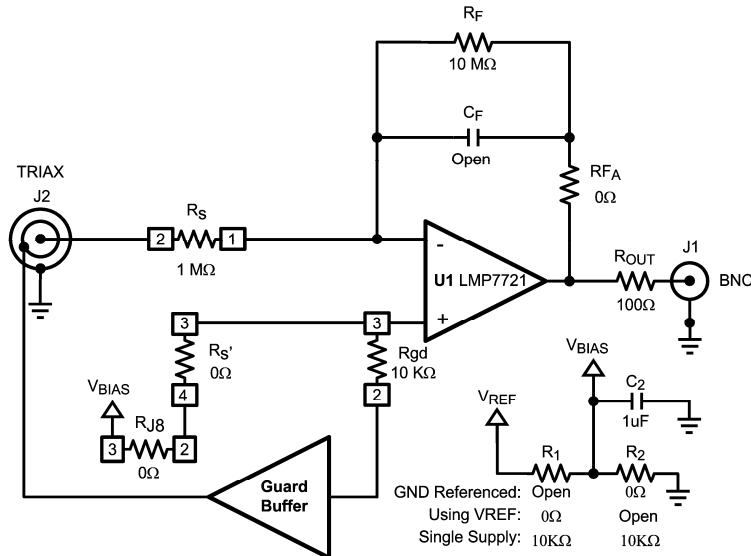 RF
10 MΩ
CF
Open
TRIAX
J2
RS
2
1
1 MΩ
RFA
0Ω
-
U1 LMP7721
+
ROUT
100Ω
J1
BNC
3
RS'
0Ω
4
3
Rgd
10 KΩ
2
VBIAS
RJ8
3
2
0Ω
Guard
Buffer
VBIAS
C2
1uF
VREF
R1
R2
GND Referenced: Open 0Ω
Using VREF: 0Ω Open
Single Supply: 10KΩ 10KΩ